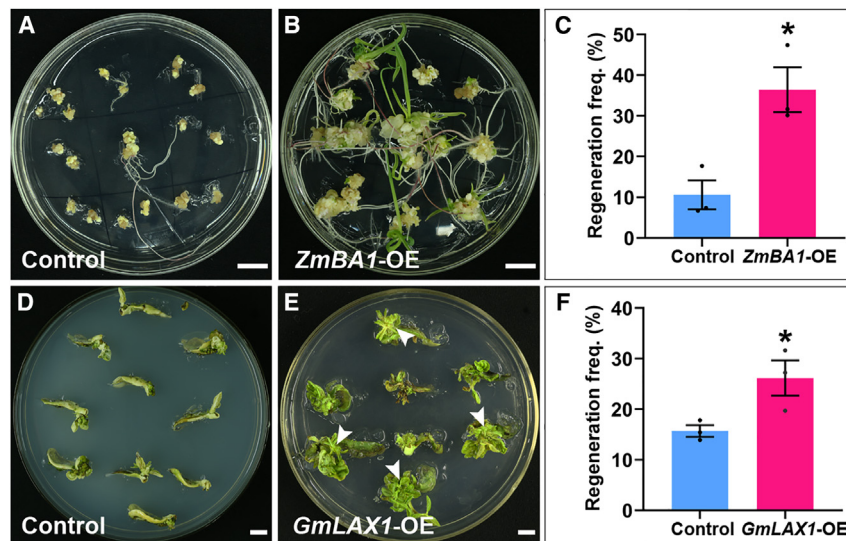 A
Control
B
ZmBA1-OE
C
Regeneration freq. (%)
50
40
30
20
10
0
*
Control ZmBA1-OE
D
Control
E
GmLAX1-OE
F
Regeneration freq. (%)
40
30
20
10
0
*
Control GmLAX1-OE